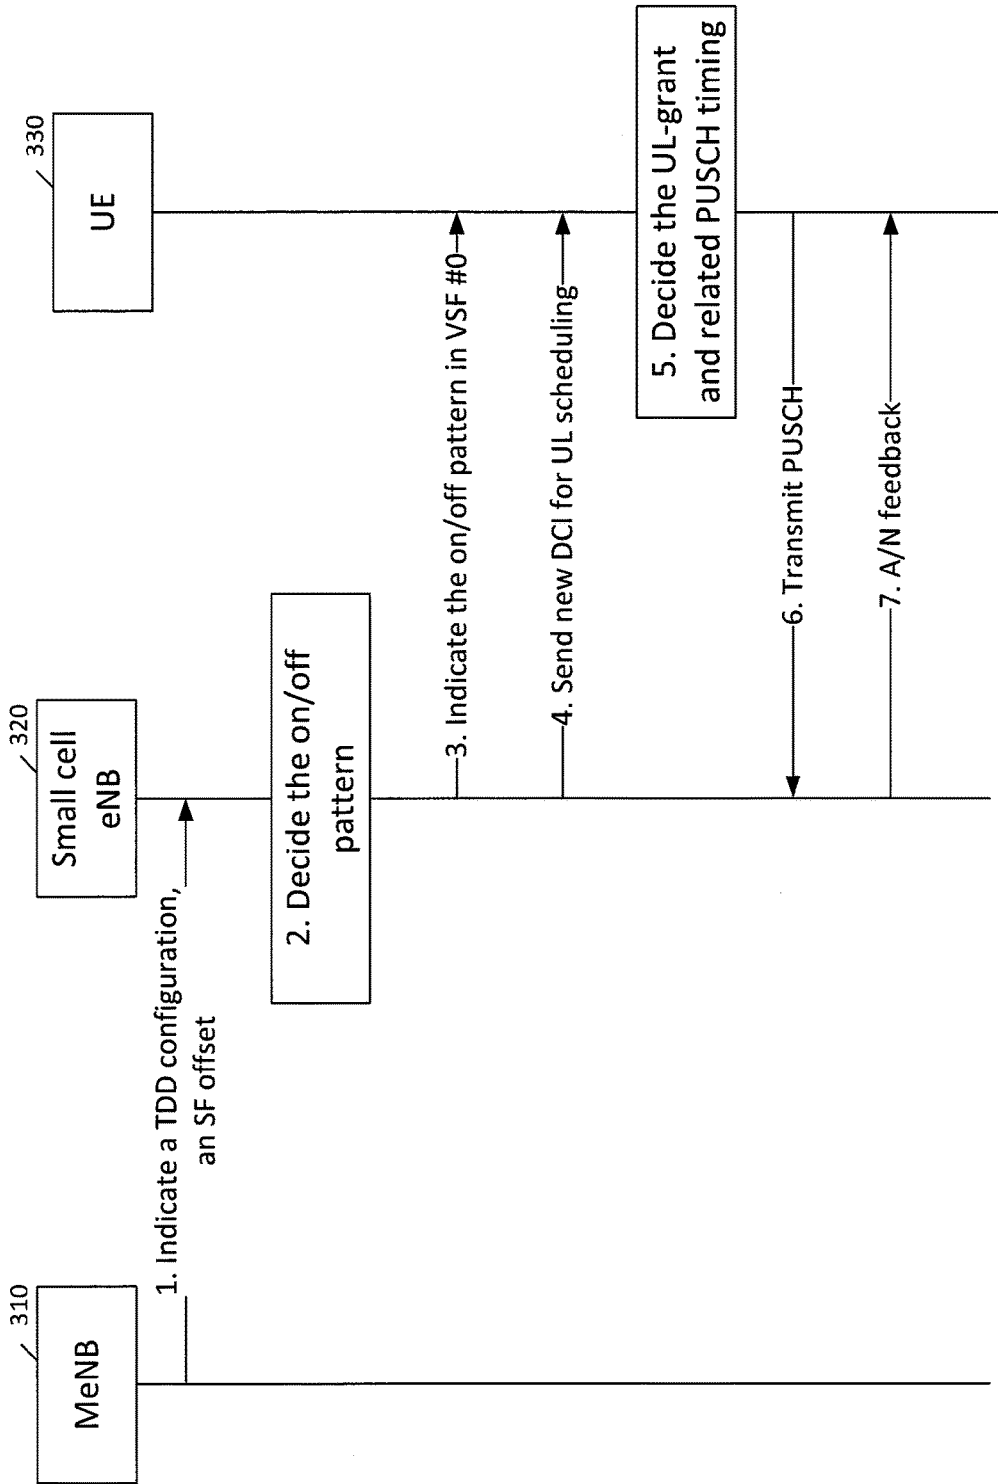 310
MeNB
320
Small cell
eNB
330
UE
1. Indicate a TDD configuration,
an SF offset
2. Decide the on/off
pattern
3. Indicate the on/off pattern in VSF #0
4. Send new DCI for UL scheduling
5. Decide the UL-grant
and related PUSCH timing
6. Transmit PUSCH
7. A/N feedback